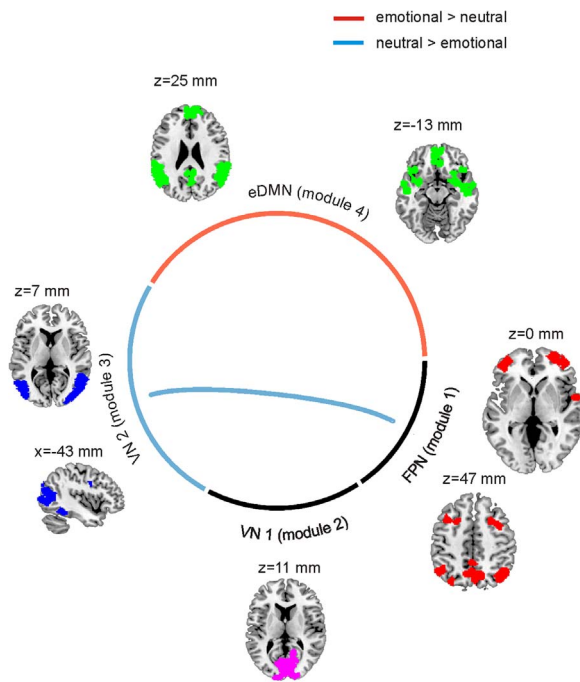 emotional > neutral
neutral > emotional
z=25 mm
z=-13 mm
eDMN (module 4)
z=7 mm
z=0 mm
VN 2 (module 3)
FPN (module 1)
x=-43 mm
z=47 mm
VN 1 (module 2)
z=11 mm